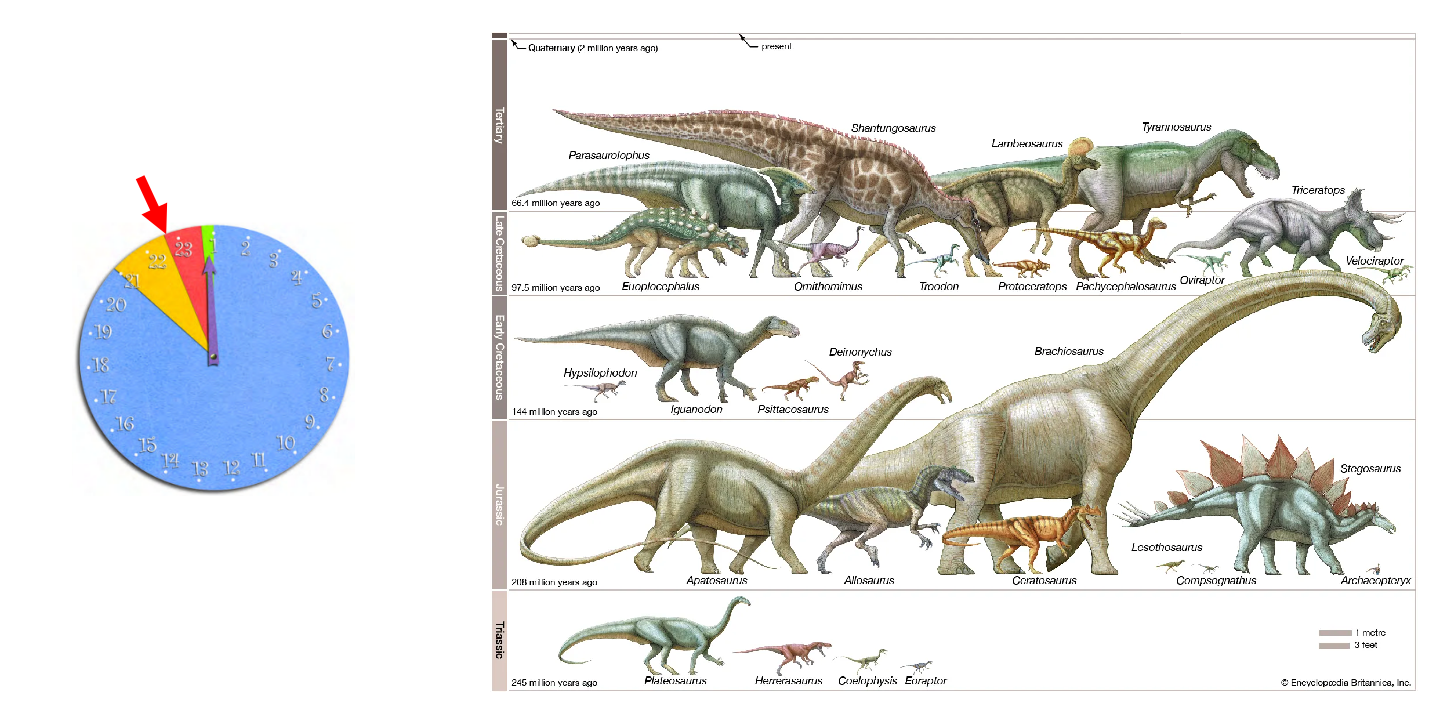 1
2
3
4
5
6
7
8
9
10
11
12
13
14
15
16
17
18
19
20
21
22
23
Quaternary (2 million years ago)
present
Tertiary
Shantungosaurus
Tyrannosaurus
Lambeosaurus
Parasaurolophus
Triceratops
66.4 million years ago
Late Cretaceous
Velociraptor
Oviraptor
97.5 million years ago
Euoplocephalus
Ornithomimus
Troodon
Protoceratops
Pachycephalosaurus
Early Cretaceous
Deinonychus
Brachiosaurus
Hypsilophodon
144 million years ago
Iguanodon
Psittacosaurus
Jurassic
Stegosaurus
Lesothosaurus
208 million years ago
Apatosaurus
Allosaurus
Ceratosaurus
Compsognathus
Archaeopteryx
Triassic
1 metre
3 feet
245 million years ago
Plateosaurus
Herrerasaurus
Coelophysis
Eoraptor
© Encyclopædia Britannica, Inc.